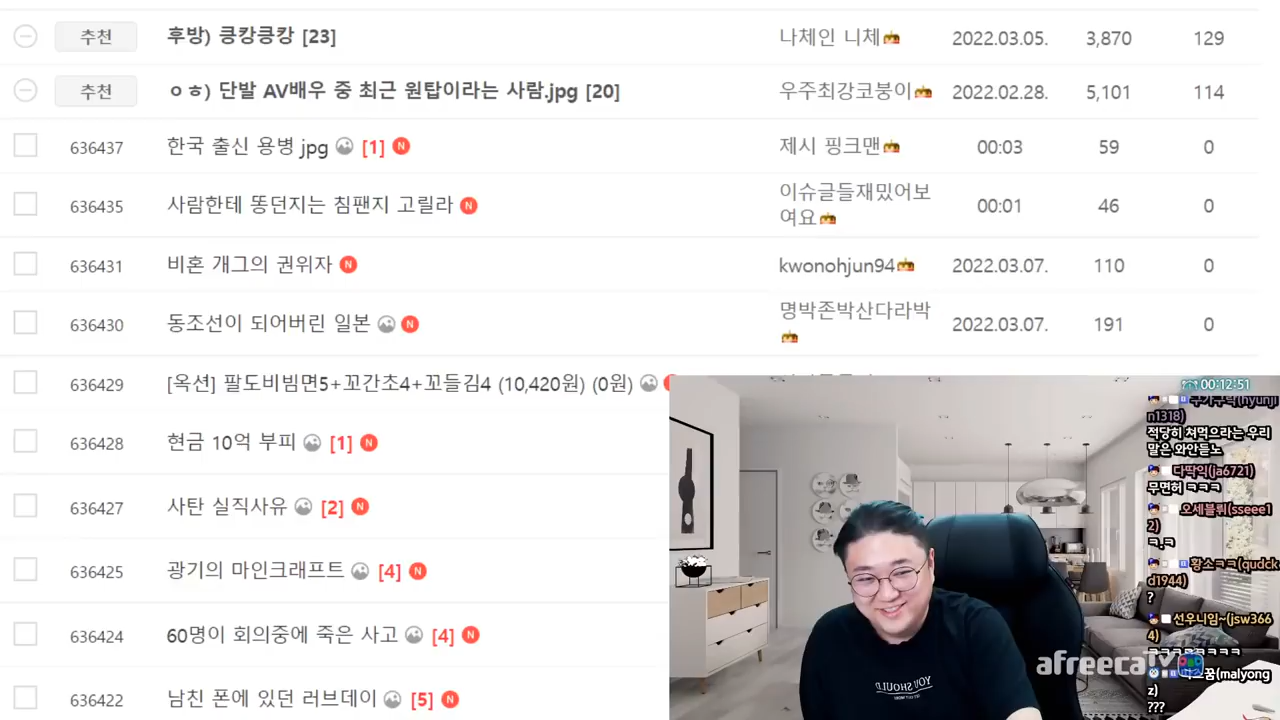 추천 후방) 킁캉킁캉 [23] 나체인 니체 2022.03.05. 3,870 129
추천 ㅇㅎ) 단발 AV배우 중 최근 원탑이라는 사람.jpg [20] 우주최강코붕이 2022.02.28. 5,101 114
636437 한국 출신 용병 jpg [1] N 제시 핑크맨 00:03 59 0
636435 사람한테 똥던지는 침팬지 고릴라 N 이슈글들재밌어보
여요 00:01 46 0
636431 비혼 개그의 권위자 N kwonohjun94 2022.03.07. 110 0
636430 동조선이 되어버린 일본 N 명박존박산다라박 2022.03.07. 191 0
636429 [옥션] 팔도비빔면5+꼬간초4+꼬들김4 (10,420원) (0원)
636428 현금 10억 부피 [1] N
636427 사탄 실직사유 [2] N
636425 광기의 마인크래프트 [4] N
636424 60명이 회의중에 죽은 사고 [4] N
636422 남친 폰에 있던 러브데이 [5] N
00:12:51
(hyunji
n1318)
적당히 쳐먹으라는 우리
말은 와안듣노
다딱익(ja6721)
무면허 ㅋㅋㅋ
오세블뤼(sseee1
2)
ㅋ.ㅋ
황소ㅋㅋ(qudck
d1944)
?
선우니임~(jsw366
4)
ㅋㅋㅋㅋㅋㅋㅋㅋ
(malyong
z)
???
afreecaTV
YOU SHOULD